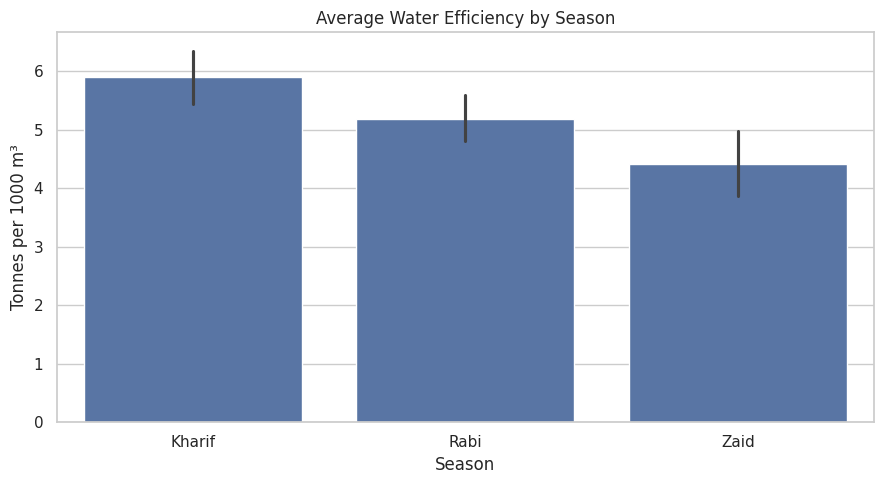 Average Water Efficiency by Season
Tonnes per 1000 m³
6
5
4
3
2
1
0
Kharif Rabi Zaid
Season